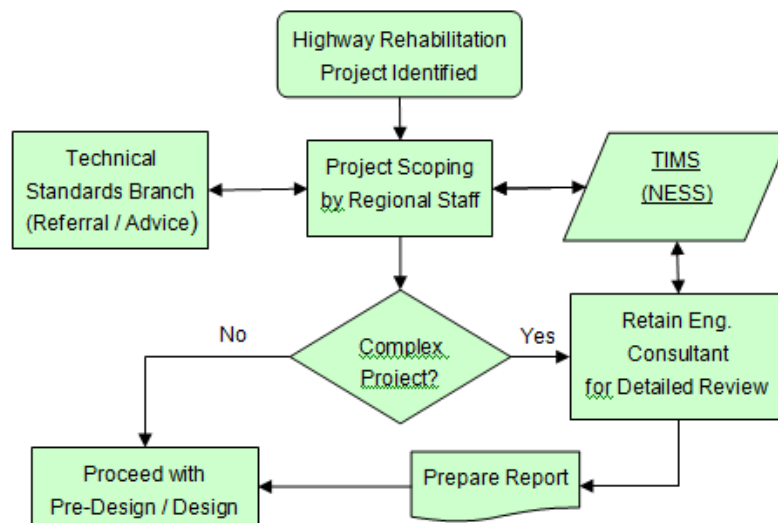 Highway Rehabilitation
Project Identified
Technical
Standards Branch
(Referral / Advice)
Project Scoping
by Regional Staff
TIMS
(NESS)
No
Complex
Project?
Yes
Retain Eng.
Consultant
for Detailed Review
Proceed with
Pre-Design / Design
Prepare Report